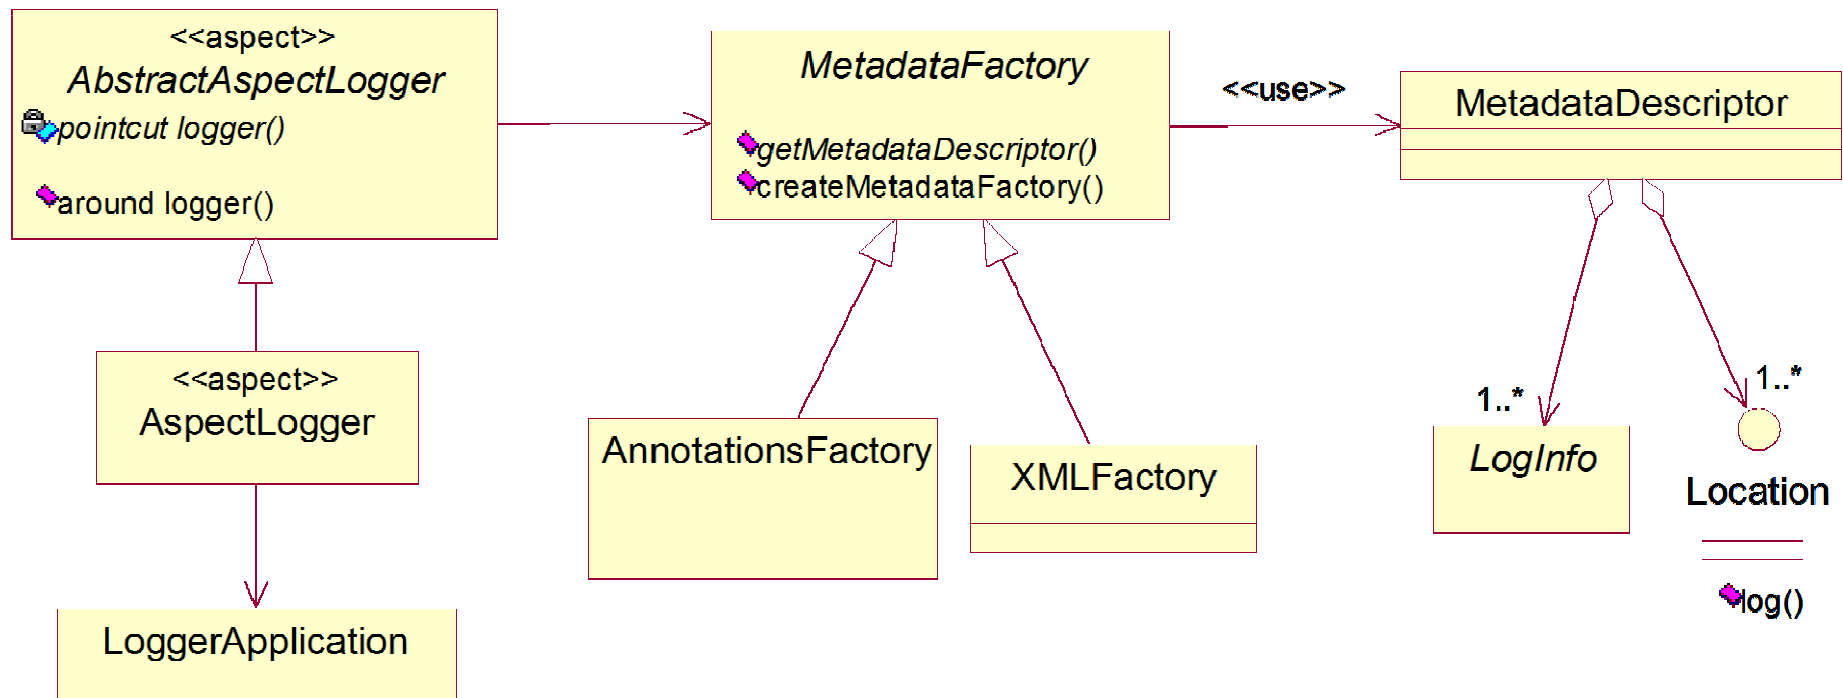 <<aspect>>
AbstractAspectLogger
pointcut logger()
around logger()
MetadataFactory
getMetadataDescriptor()
createMetadataFactory()
<<use>>
MetadataDescriptor
<<aspect>>
AspectLogger
AnnotationsFactory
XMLFactory
1..*
LogInfo
1..*
Location
log()
LoggerApplication